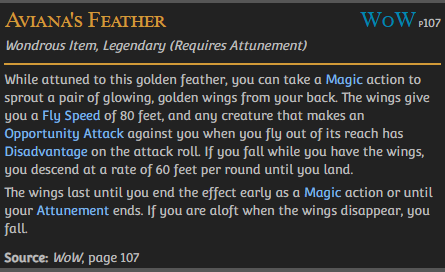 Aviana's Feather WoW p107
Wondrous Item, Legendary (Requires Attunement)
While attuned to this golden feather, you can take a Magic action to
sprout a pair of glowing, golden wings from your back. The wings give
you a Fly Speed of 80 feet, and any creature that makes an
Opportunity Attack against you when you fly out of its reach has
Disadvantage on the attack roll. If you fall while you have the wings,
you descend at a rate of 60 feet per round until you land.
The wings last until you end the effect early as a Magic action or until
your Attunement ends. If you are aloft when the wings disappear, you
fall.
Source: WoW, page 107